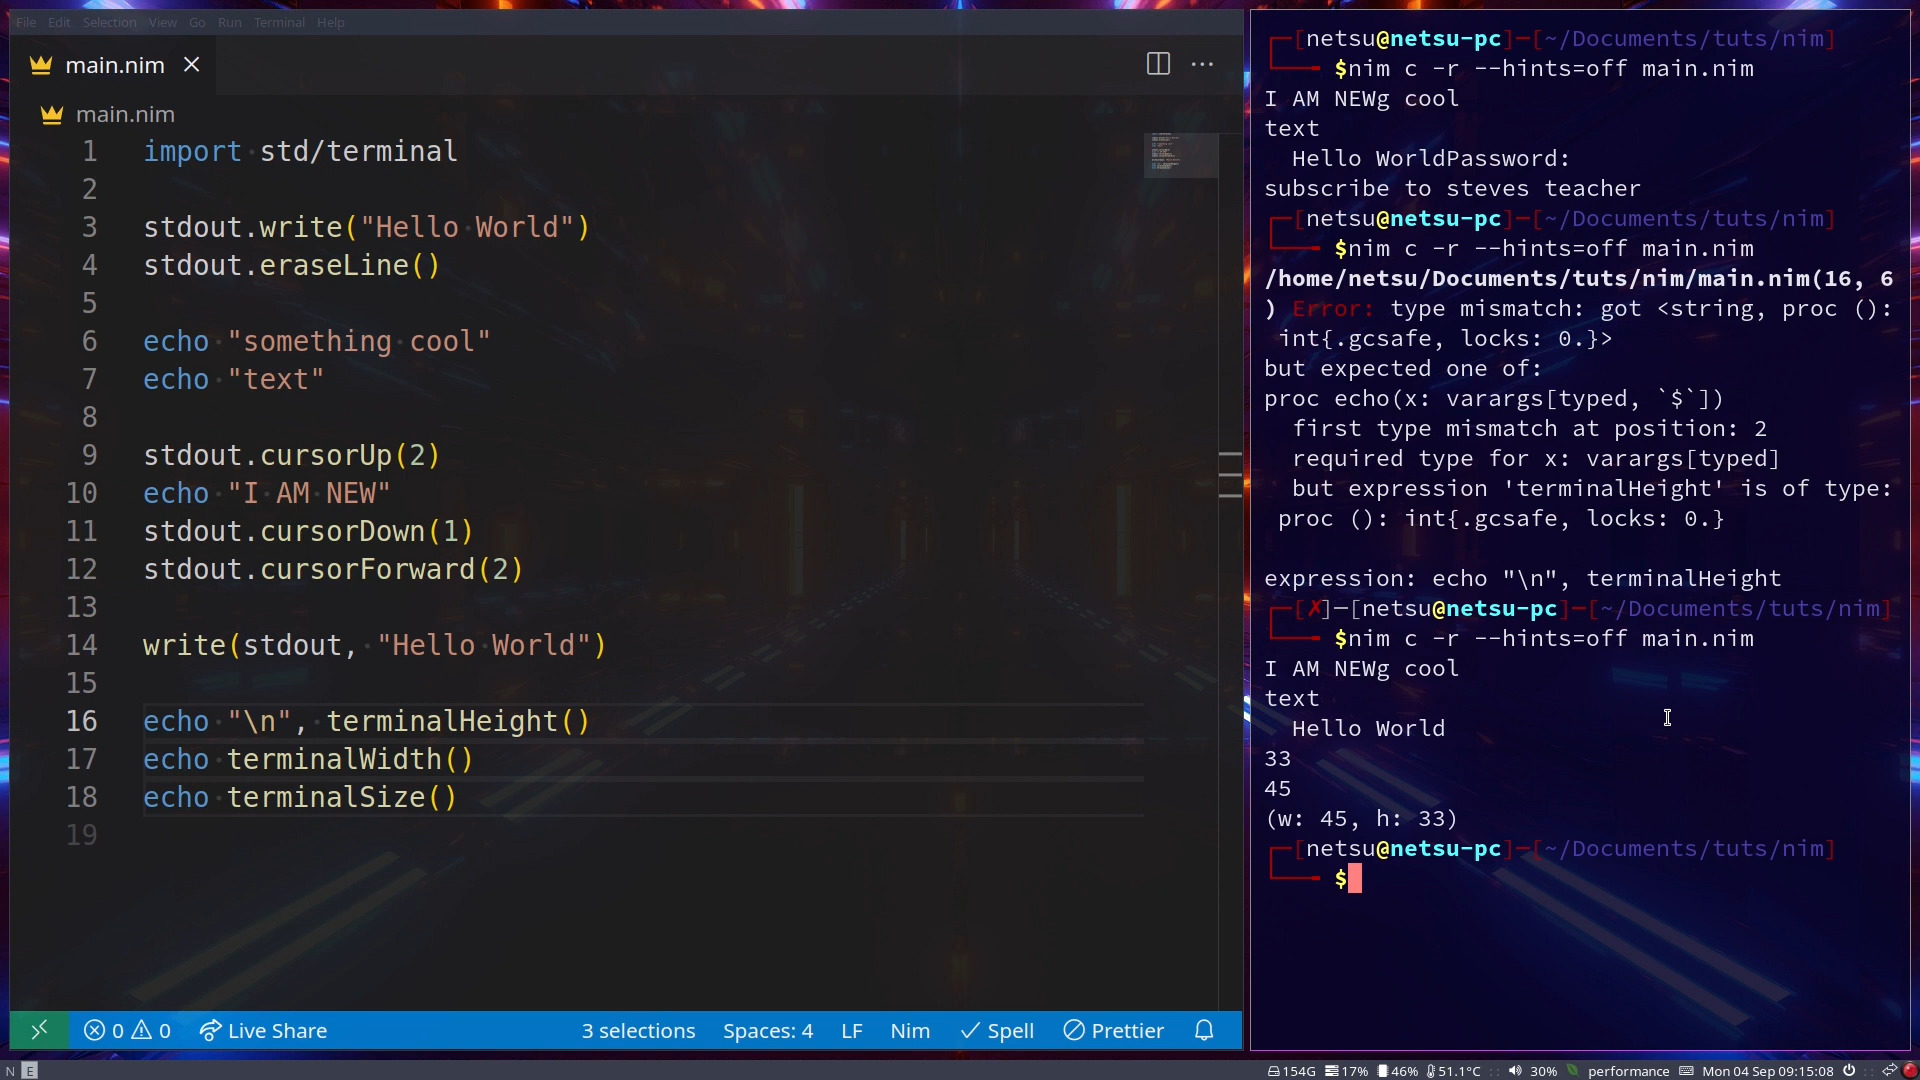 File Edit Selection View Go Run Terminal Help
main.nim
main.nim
1 import std/terminal
2
3 stdout.write("Hello World")
4 stdout.eraseLine()
5
6 echo "something cool"
7 echo "text"
8
9 stdout.cursorUp(2)
10 echo "I AM NEW"
11 stdout.cursorDown(1)
12 stdout.cursorForward(2)
13
14 write(stdout, "Hello World")
15
16 echo "\n", terminalHeight()
17 echo terminalWidth()
18 echo terminalSize()
19
0 0 Live Share 3 selections Spaces: 4 LF Nim Spell Prettier
[netsu@netsu-pc]-[~/Documents/tuts/nim]
$nim c -r --hints=off main.nim
I AM NEWg cool
text
Hello WorldPassword:
subscribe to steves teacher
[netsu@netsu-pc]-[~/Documents/tuts/nim]
$nim c -r --hints=off main.nim
/home/netsu/Documents/tuts/nim/main.nim(16, 6
) Error: type mismatch: got <string, proc ():
int{.gcsafe, locks: 0.}>
but expected one of:
proc echo(x: varargs[typed, `$`])
first type mismatch at position: 2
required type for x: varargs[typed]
but expression 'terminalHeight' is of type:
proc (): int{.gcsafe, locks: 0.}
expression: echo "\n", terminalHeight
[✗]-[netsu@netsu-pc]-[~/Documents/tuts/nim]
$nim c -r --hints=off main.nim
I AM NEWg cool
text
Hello World
33
45
(w: 45, h: 33)
[netsu@netsu-pc]-[~/Documents/tuts/nim]
$
N E 154G 17% 46% 51.1°C :: 30% performance Mon 04 Sep 09:15:08 ::